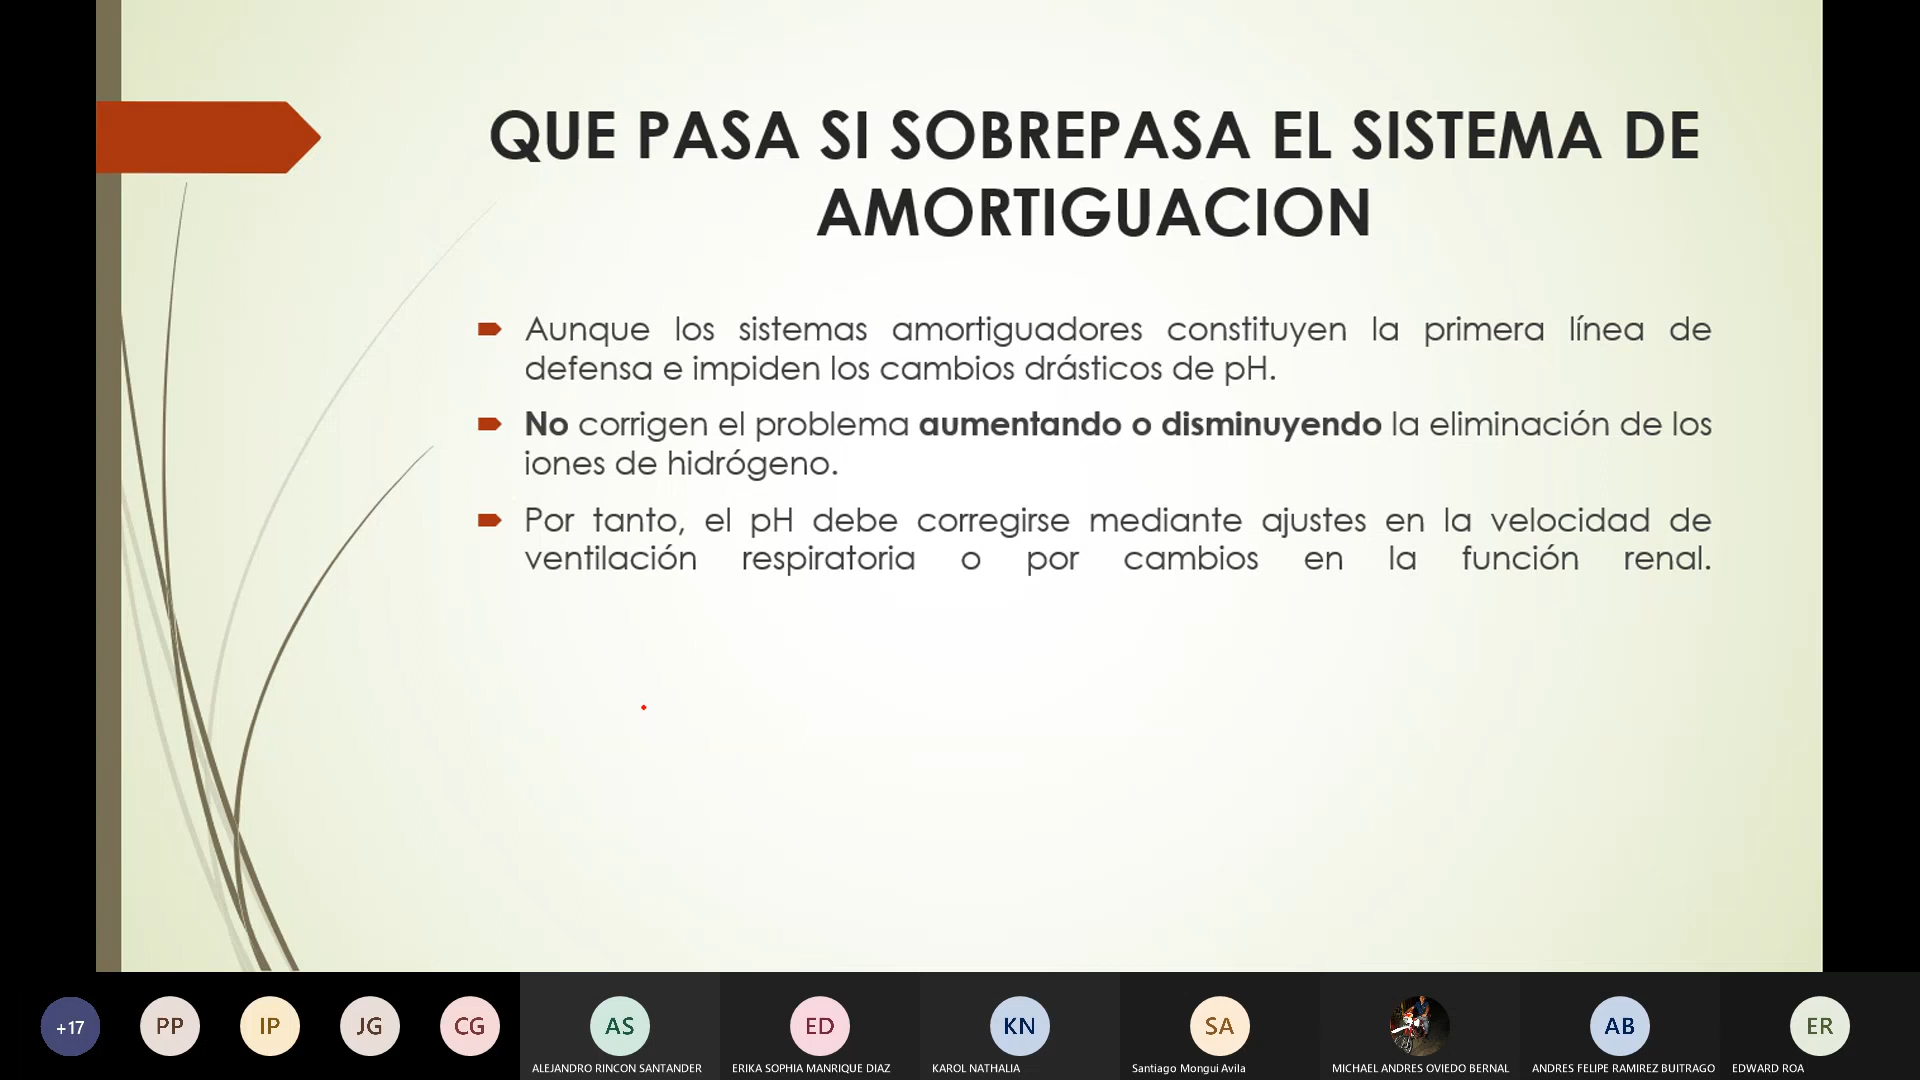 QUE PASA SI SOBREPASA EL SISTEMA DE
AMORTIGUACION
Aunque los sistemas amortiguadores constituyen la primera línea de
defensa e impiden los cambios drásticos de pH.
No corrigen el problema aumentando o disminuyendo la eliminación de los
iones de hidrógeno.
Por tanto, el pH debe corregirse mediante ajustes en la velocidad de
ventilación respiratoria o por cambios en la función renal.
+17 PP IP JG CG AS ED KN SA AB ER
ALEJANDRO RINCON SANTANDER ERIKA SOPHIA MANRIQUE DIAZ KAROL NATHALIA Santiago Mongui Avila MICHAEL ANDRES OVIEDO BERNAL ANDRES FELIPE RAMIREZ BUITRAGO EDWARD ROA